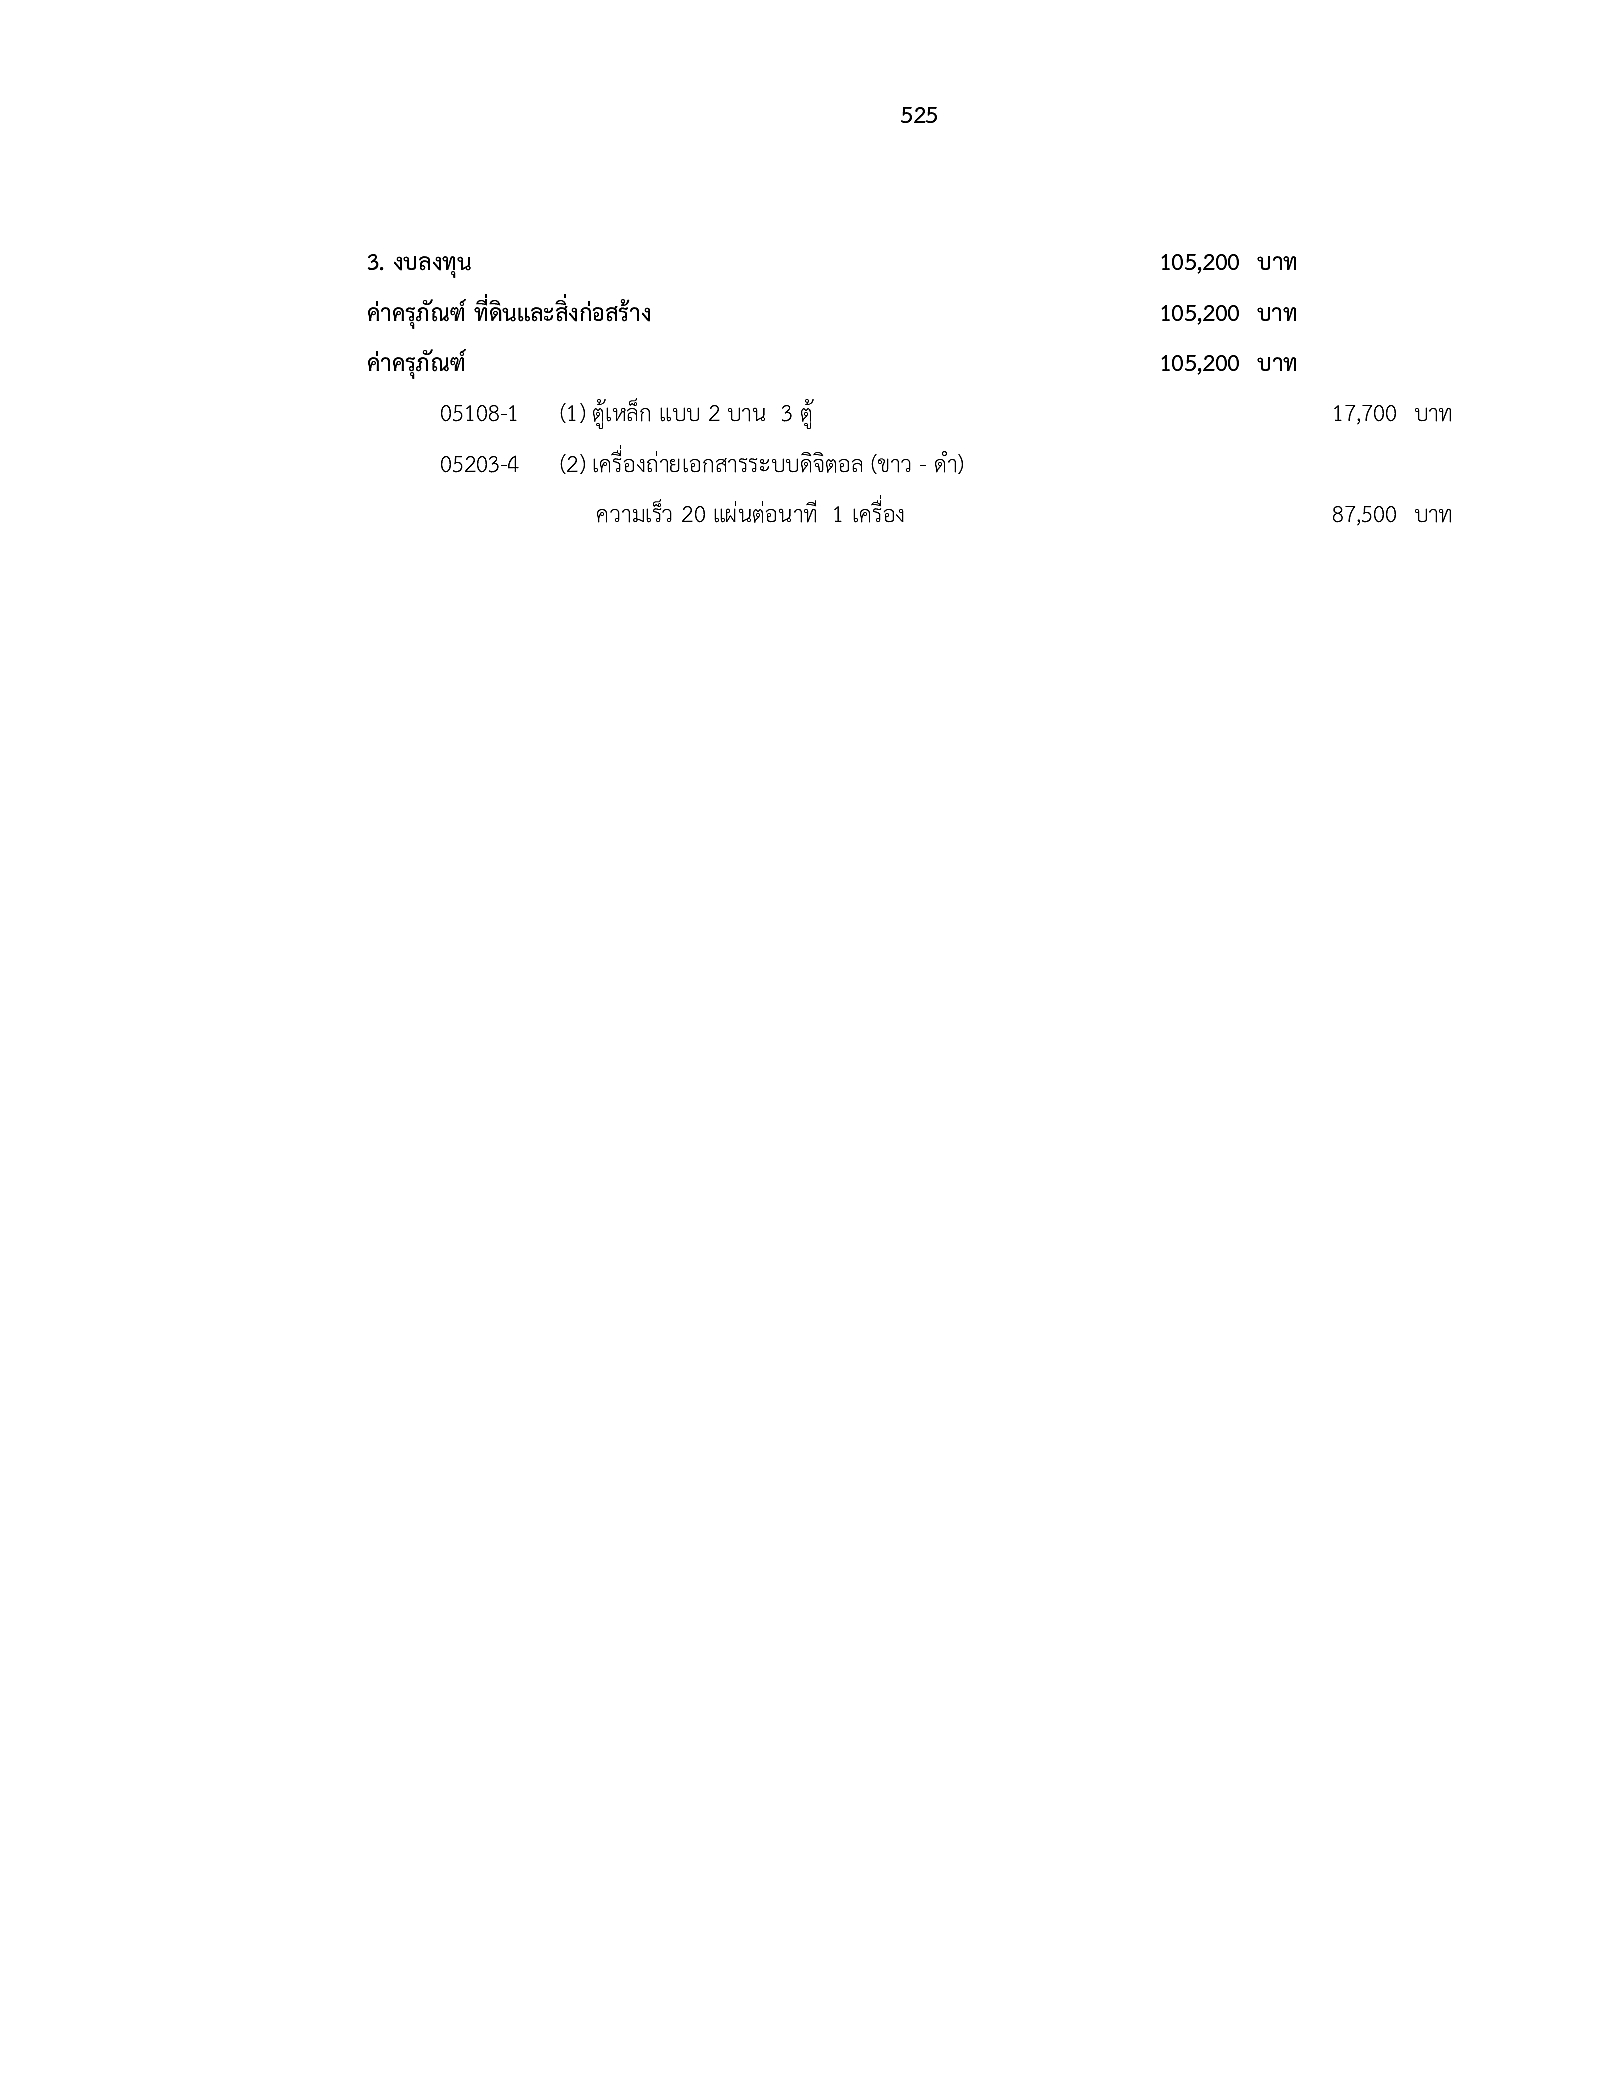 525
3. งบลงทุน 105,200 บาท
ค่าครุภัณฑ์ ที่ดินและสิ่งก่อสร้าง 105,200 บาท
ค่าครุภัณฑ์ 105,200 บาท
05108-1 (1) ตู้เหล็ก แบบ 2 บาน 3 ตู้ 17,700 บาท
05203-4 (2) เครื่องถ่ายเอกสารระบบดิจิตอล (ขาว - ดำ)
ความเร็ว 20 แผ่นต่อนาที 1 เครื่อง 87,500 บาท